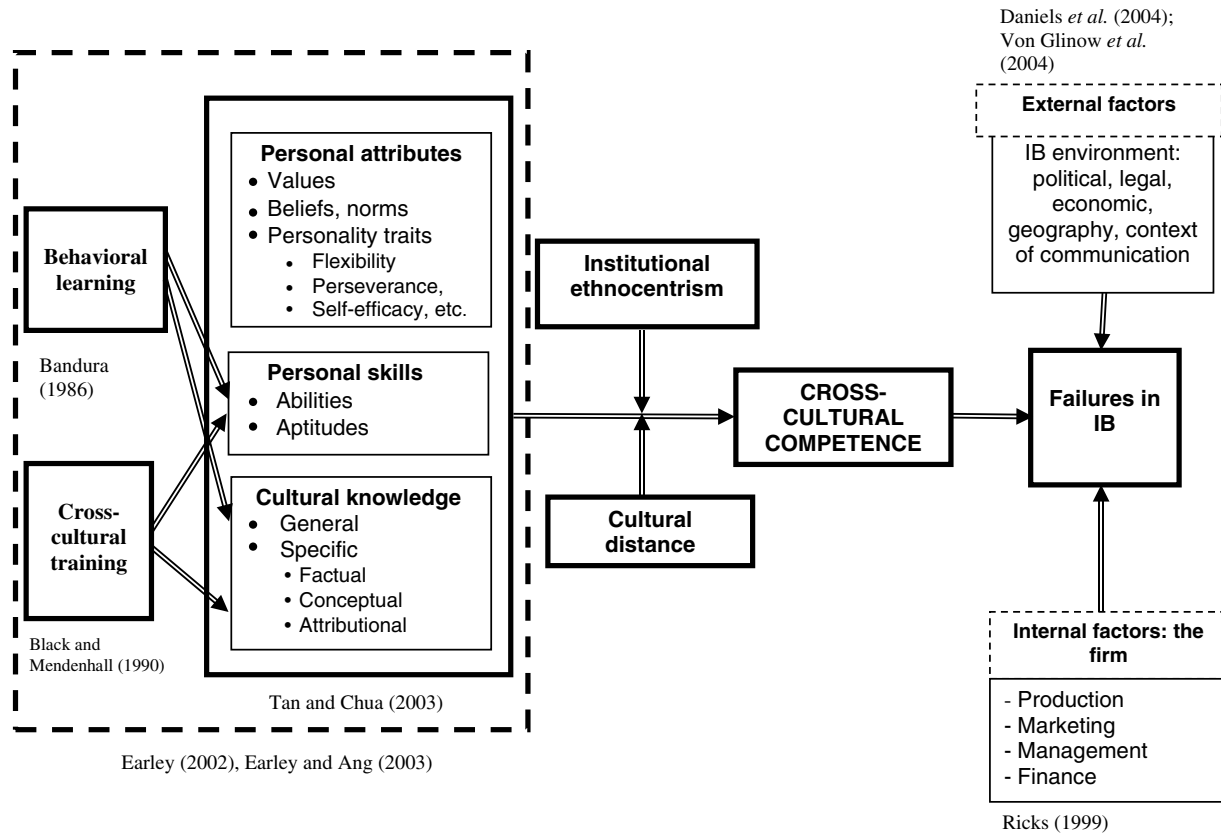 Daniels et al. (2004);
Von Glinow et al.
(2004)
External factors
IB environment:
political, legal,
economic,
geography, context
of communication
Personal attributes
• Values
• Beliefs, norms
• Personality traits
• Flexibility
• Perseverance,
• Self-efficacy, etc.
Behavioral
learning
Bandura
(1986)
Personal skills
• Abilities
• Aptitudes
Cross-
cultural
training
Black and
Mendenhall (1990)
Cultural knowledge
• General
• Specific
• Factual
• Conceptual
• Attributional
Tan and Chua (2003)
Earley (2002), Earley and Ang (2003)
Institutional
ethnocentrism
Cultural
distance
CROSS-
CULTURAL
COMPETENCE
Failures in
IB
Internal factors: the
firm
- Production
- Marketing
- Management
- Finance
Ricks (1999)